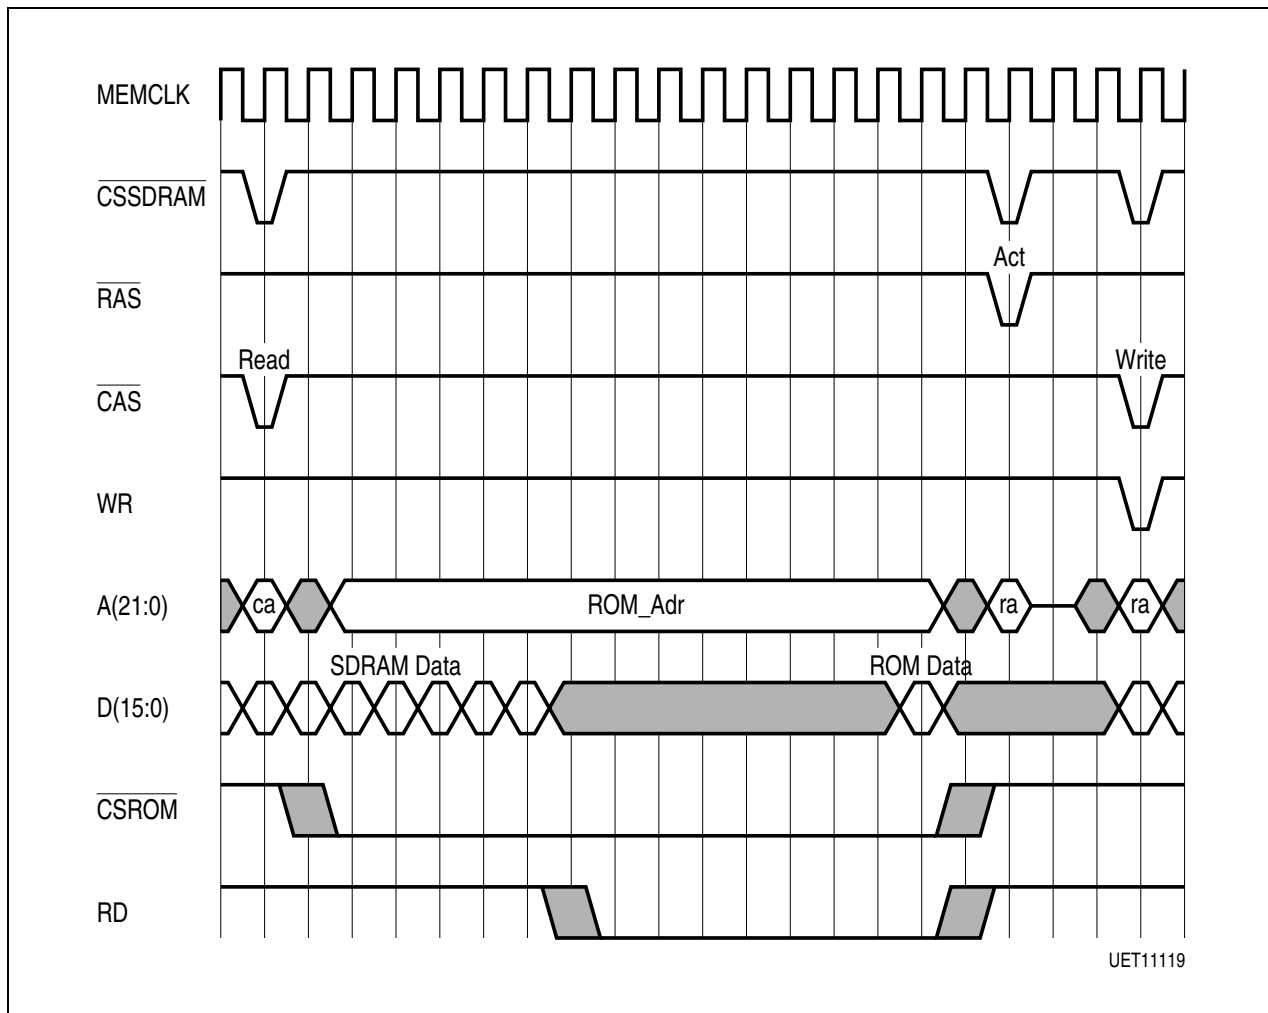 MEMCLK
CSSDRAM
Act
RAS
Read
Write
CAS
WR
A(21:0)
ca
ROM_Adr
ra
ra
SDRAM Data
ROM Data
D(15:0)
CSROM
RD
UET11119